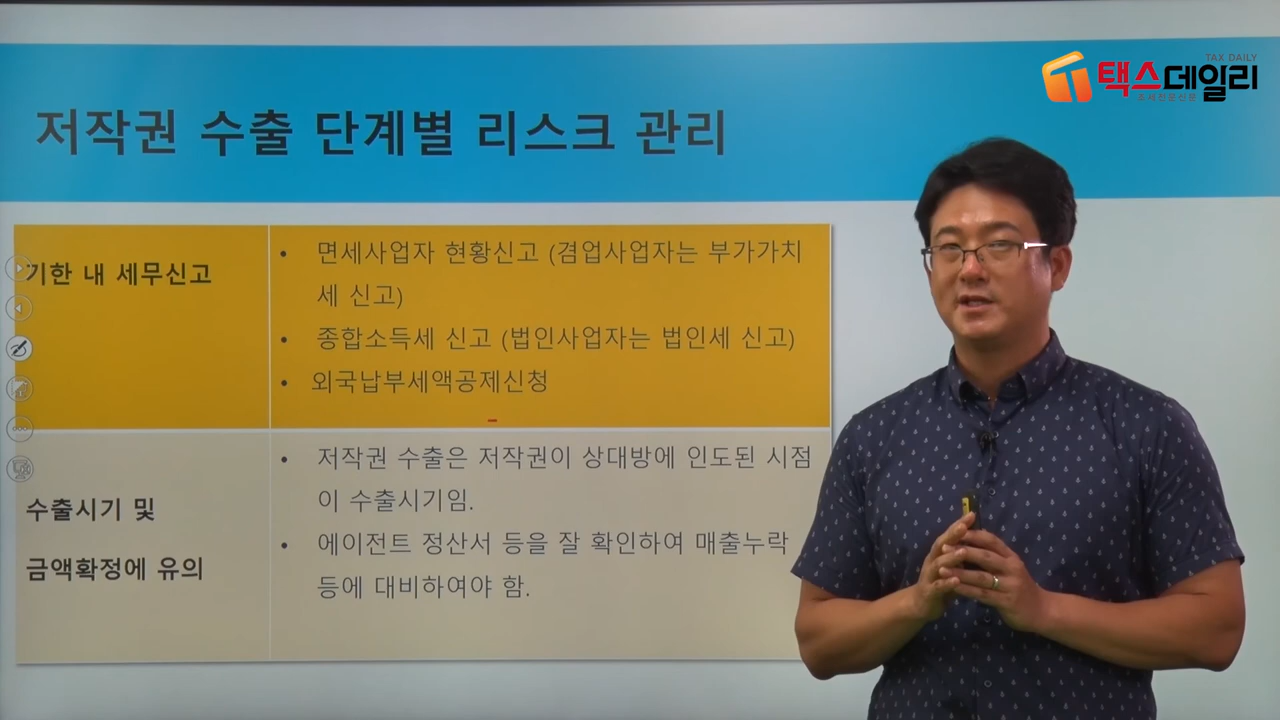 TAX DAILY
택스데일리
조세전문신문
저작권 수출 단계별 리스크 관리
기한 내 세무신고
• 면세사업자 현황신고 (겸업사업자는 부가가치
세 신고)
• 종합소득세 신고 (법인사업자는 법인세 신고)
• 외국납부세액공제신청
수출시기 및
금액확정에 유의
• 저작권 수출은 저작권이 상대방에 인도된 시점
이 수출시기임.
• 에이전트 정산서 등을 잘 확인하여 매출누락
등에 대비하여야 함.